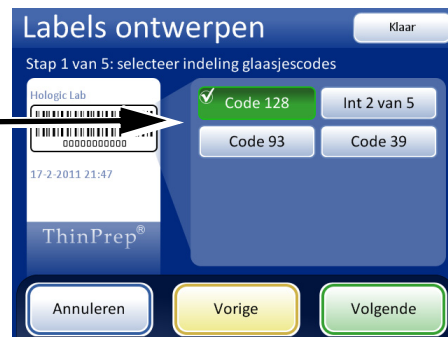 Labels ontwerpen
Klaar
Stap 1 van 5: selecteer indeling glaasjescodes
Hologic Lab
00000000000
17-2-2011 21:47
ThinPrep®
Code 128
Int 2 van 5
Code 93
Code 39
Annuleren
Vorige
Volgende